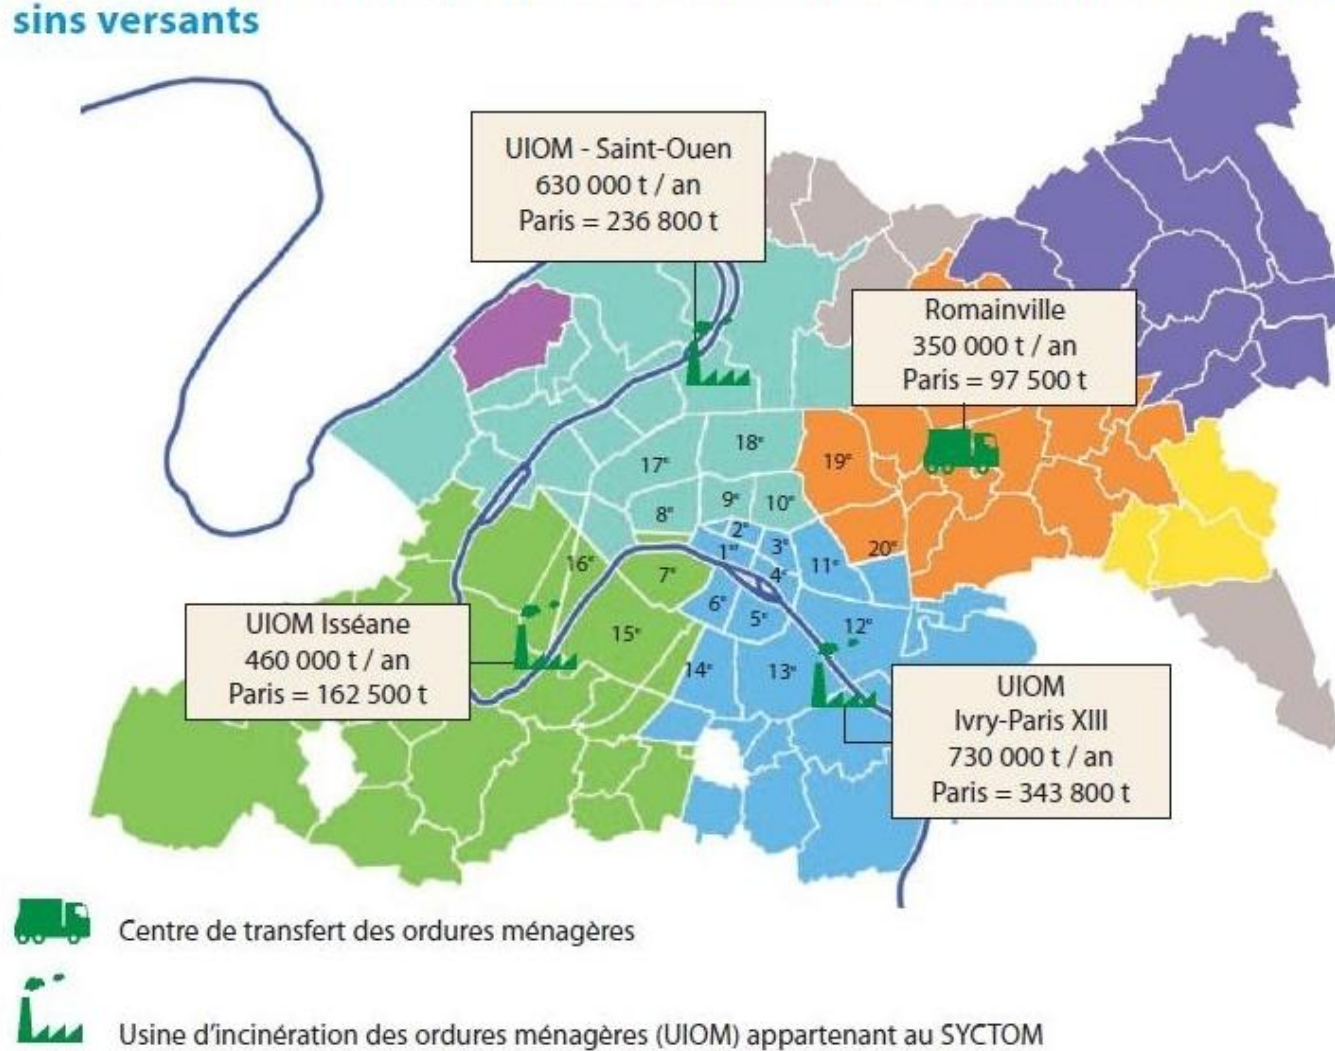 sins versants
UIOM - Saint-Ouen
630 000 t / an
Paris = 236 800 t
Romainville
350 000 t / an
Paris = 97 500 t
18e
17e
19e
9e
10e
8e
2e
1er
3e
20e
16e
11e
7e
4e
6e
5e
15e
12e
14e
13e
UIOM Isséane
460 000 t / an
Paris = 162 500 t
UIOM
Ivry-Paris XIII
730 000 t / an
Paris = 343 800 t
Centre de transfert des ordures ménagères
Usine d'incinération des ordures ménagères (UIOM) appartenant au SYCTOM